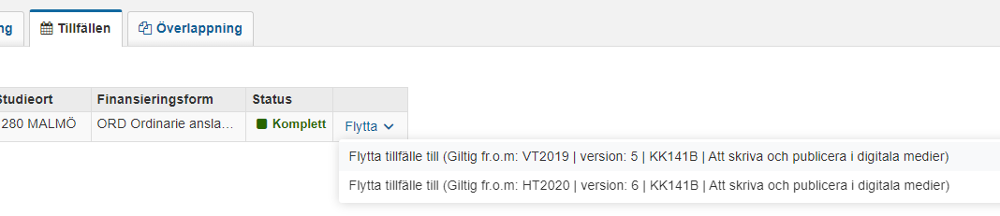 ng Tillfällen Överlappning
Studieort Finansieringsform Status
280 MALMÖ ORD Ordinarie ansla… Komplett Flytta
Flytta tillfälle till (Giltig fr.o.m: VT2019 | version: 5 | KK141B | Att skriva och publicera i digitala medier)
Flytta tillfälle till (Giltig fr.o.m: HT2020 | version: 6 | KK141B | Att skriva och publicera i digitala medier)